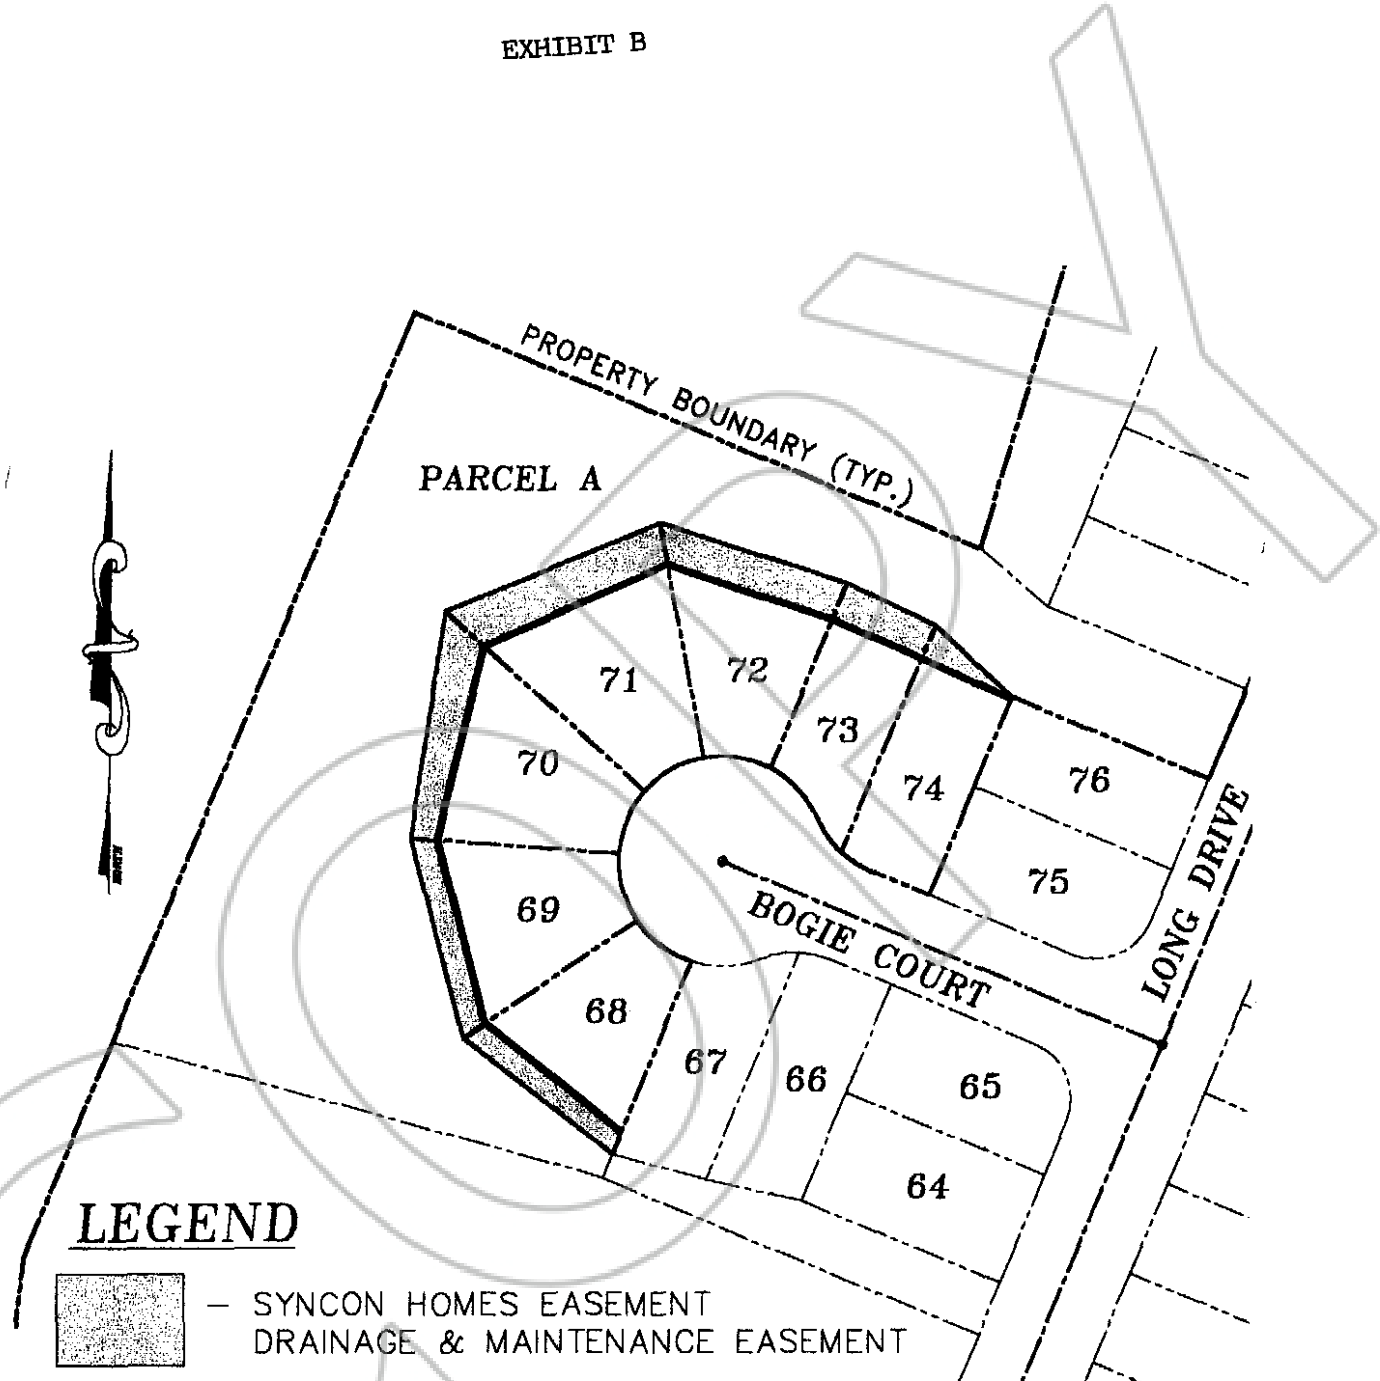 EXHIBIT B
PROPERTY BOUNDARY (TYP.)
PARCEL A
71
72
73
70
74
76
75
69
68
67
66
65
64
BOGIE COURT
LONG DRIVE
LEGEND
- SYNCON HOMES EASEMENT
DRAINAGE & MAINTENANCE EASEMENT